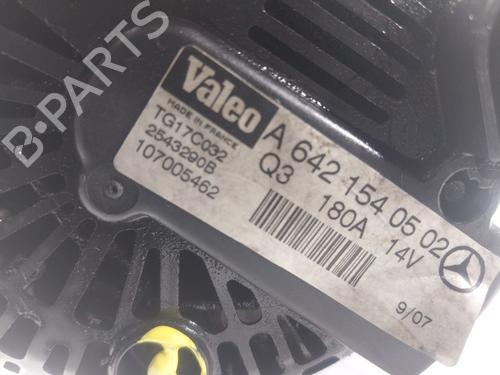 B-PARTS
Valeo
MADE IN FRANCE
TG17C032
2543290B
107005462
A 642 154 05 02
Q3
180A 14V
9/07